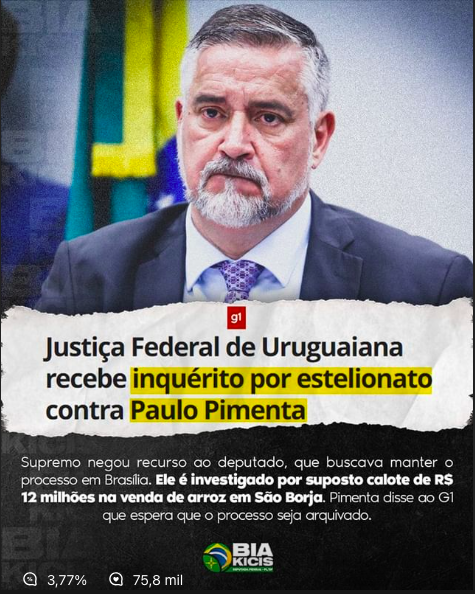 g1
Justiça Federal de Uruguaiana
recebe inquérito por estelionato
contra Paulo Pimenta
Supremo negou recurso ao deputado, que buscava manter o
processo em Brasília. Ele é investigado por suposto calote de R$
12 milhões na venda de arroz em São Borja. Pimenta disse ao G1
que espera que o processo seja arquivado.
BIA
KICIS
3,77%
75,8 mil